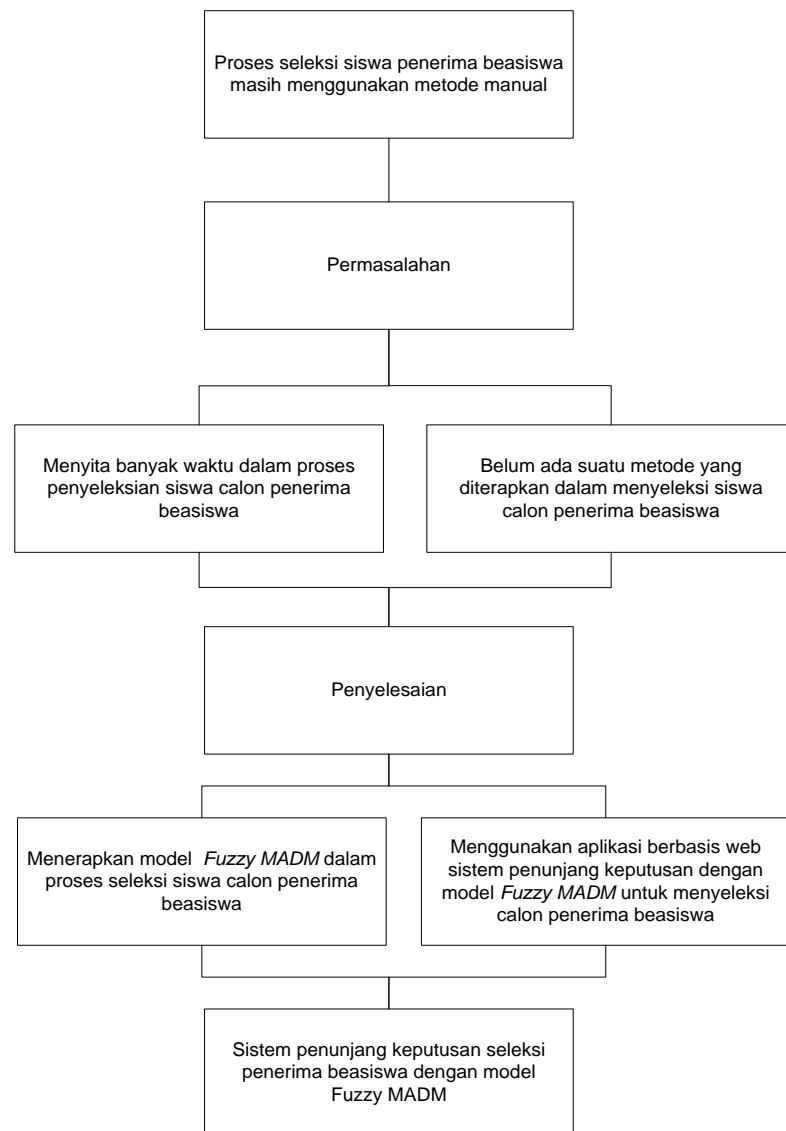 Proses seleksi siswa penerima beasiswa
masih menggunakan metode manual
Permasalahan
Menyita banyak waktu dalam proses
penyeleksian siswa calon penerima
beasiswa
Belum ada suatu metode yang
diterapkan dalam menyeleksi siswa
calon penerima beasiswa
Penyelesaian
Menerapkan model Fuzzy MADM dalam
proses seleksi siswa calon penerima
beasiswa
Menggunakan aplikasi berbasis web
sistem penunjang keputusan dengan
model Fuzzy MADM untuk menyeleksi
calon penerima beasiswa
Sistem penunjang keputusan seleksi
penerima beasiswa dengan model
Fuzzy MADM